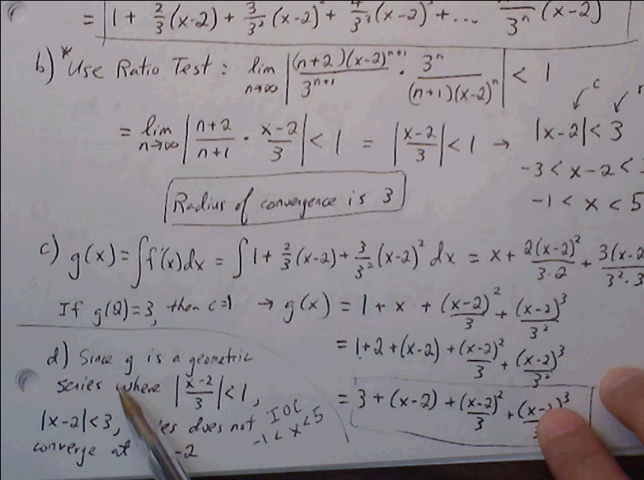 = 1 + 2/3 (x-2) + 3/3² (x-2)² + 4/3³ (x-2) + ... 3ⁿ (x-2)
b) * Use Ratio Test : lim n→∞ | (n+2)(x-2)ⁿ⁺¹ / 3ⁿ⁺¹ · 3ⁿ / (n+1)(x-2)ⁿ | < 1
= lim n→∞ | n+2 / n+1 · x-2 / 3 | < 1 = | x-2 / 3 | < 1 → |x-2| < 3
c
r
-3 < x-2 <
-1 < x < 5
Radius of convergence is 3
c) g(x) = ∫f(x)dx = ∫ 1 + 2/3 (x-2) + 3/3² (x-2)² dx = x + 2(x-2)² / 3·2 + 3(x-2 / 3²·3
If g(2)=3, then c=1 → g(x) = 1 + x + (x-2)²/3 + (x-2)³/3²
= 1+2+(x-2) + (x-2)²/3 + (x-2)³/3²
= 3 + (x-2) + (x-2)²/3 + (x-)³
d) Since g is a geometric
series where | x-2 / 3 | < 1,
|x-2| < 3, es does not
converge at -2
IOC
-1 < x < 5